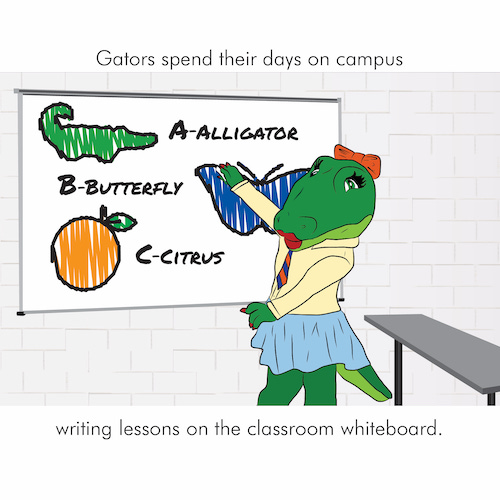 Gators spend their days on campus
A-Alligator
B-Butterfly
C-Citrus
writing lessons on the classroom whiteboard.